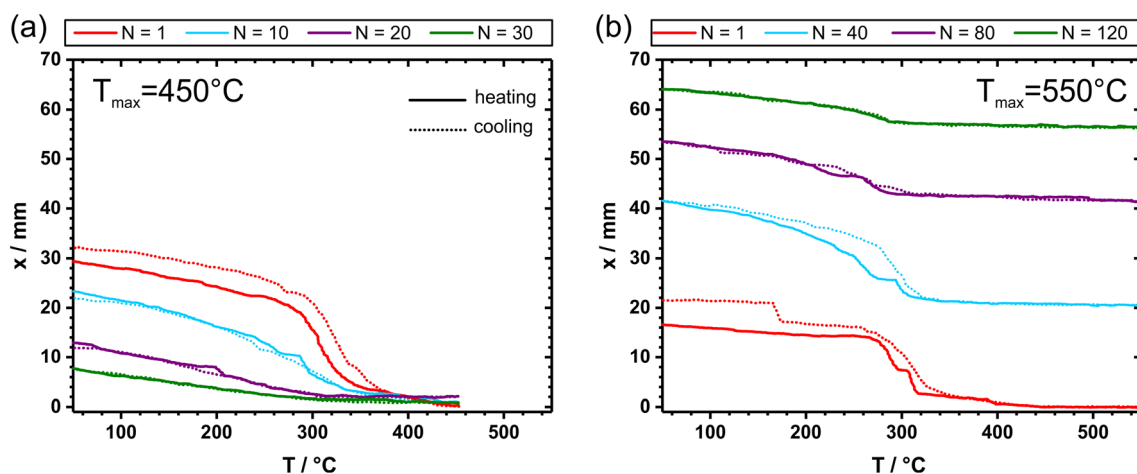 (a)
N = 1 N = 10 N = 20 N = 30
70
60
50
40
30
20
10
0
x / mm
Tmax=450°C
heating
cooling
100 200 300 400 500
T / °C
(b)
N = 1 N = 40 N = 80 N = 120
70
60
50
40
30
20
10
0
x / mm
Tmax=550°C
100 200 300 400 500
T / °C